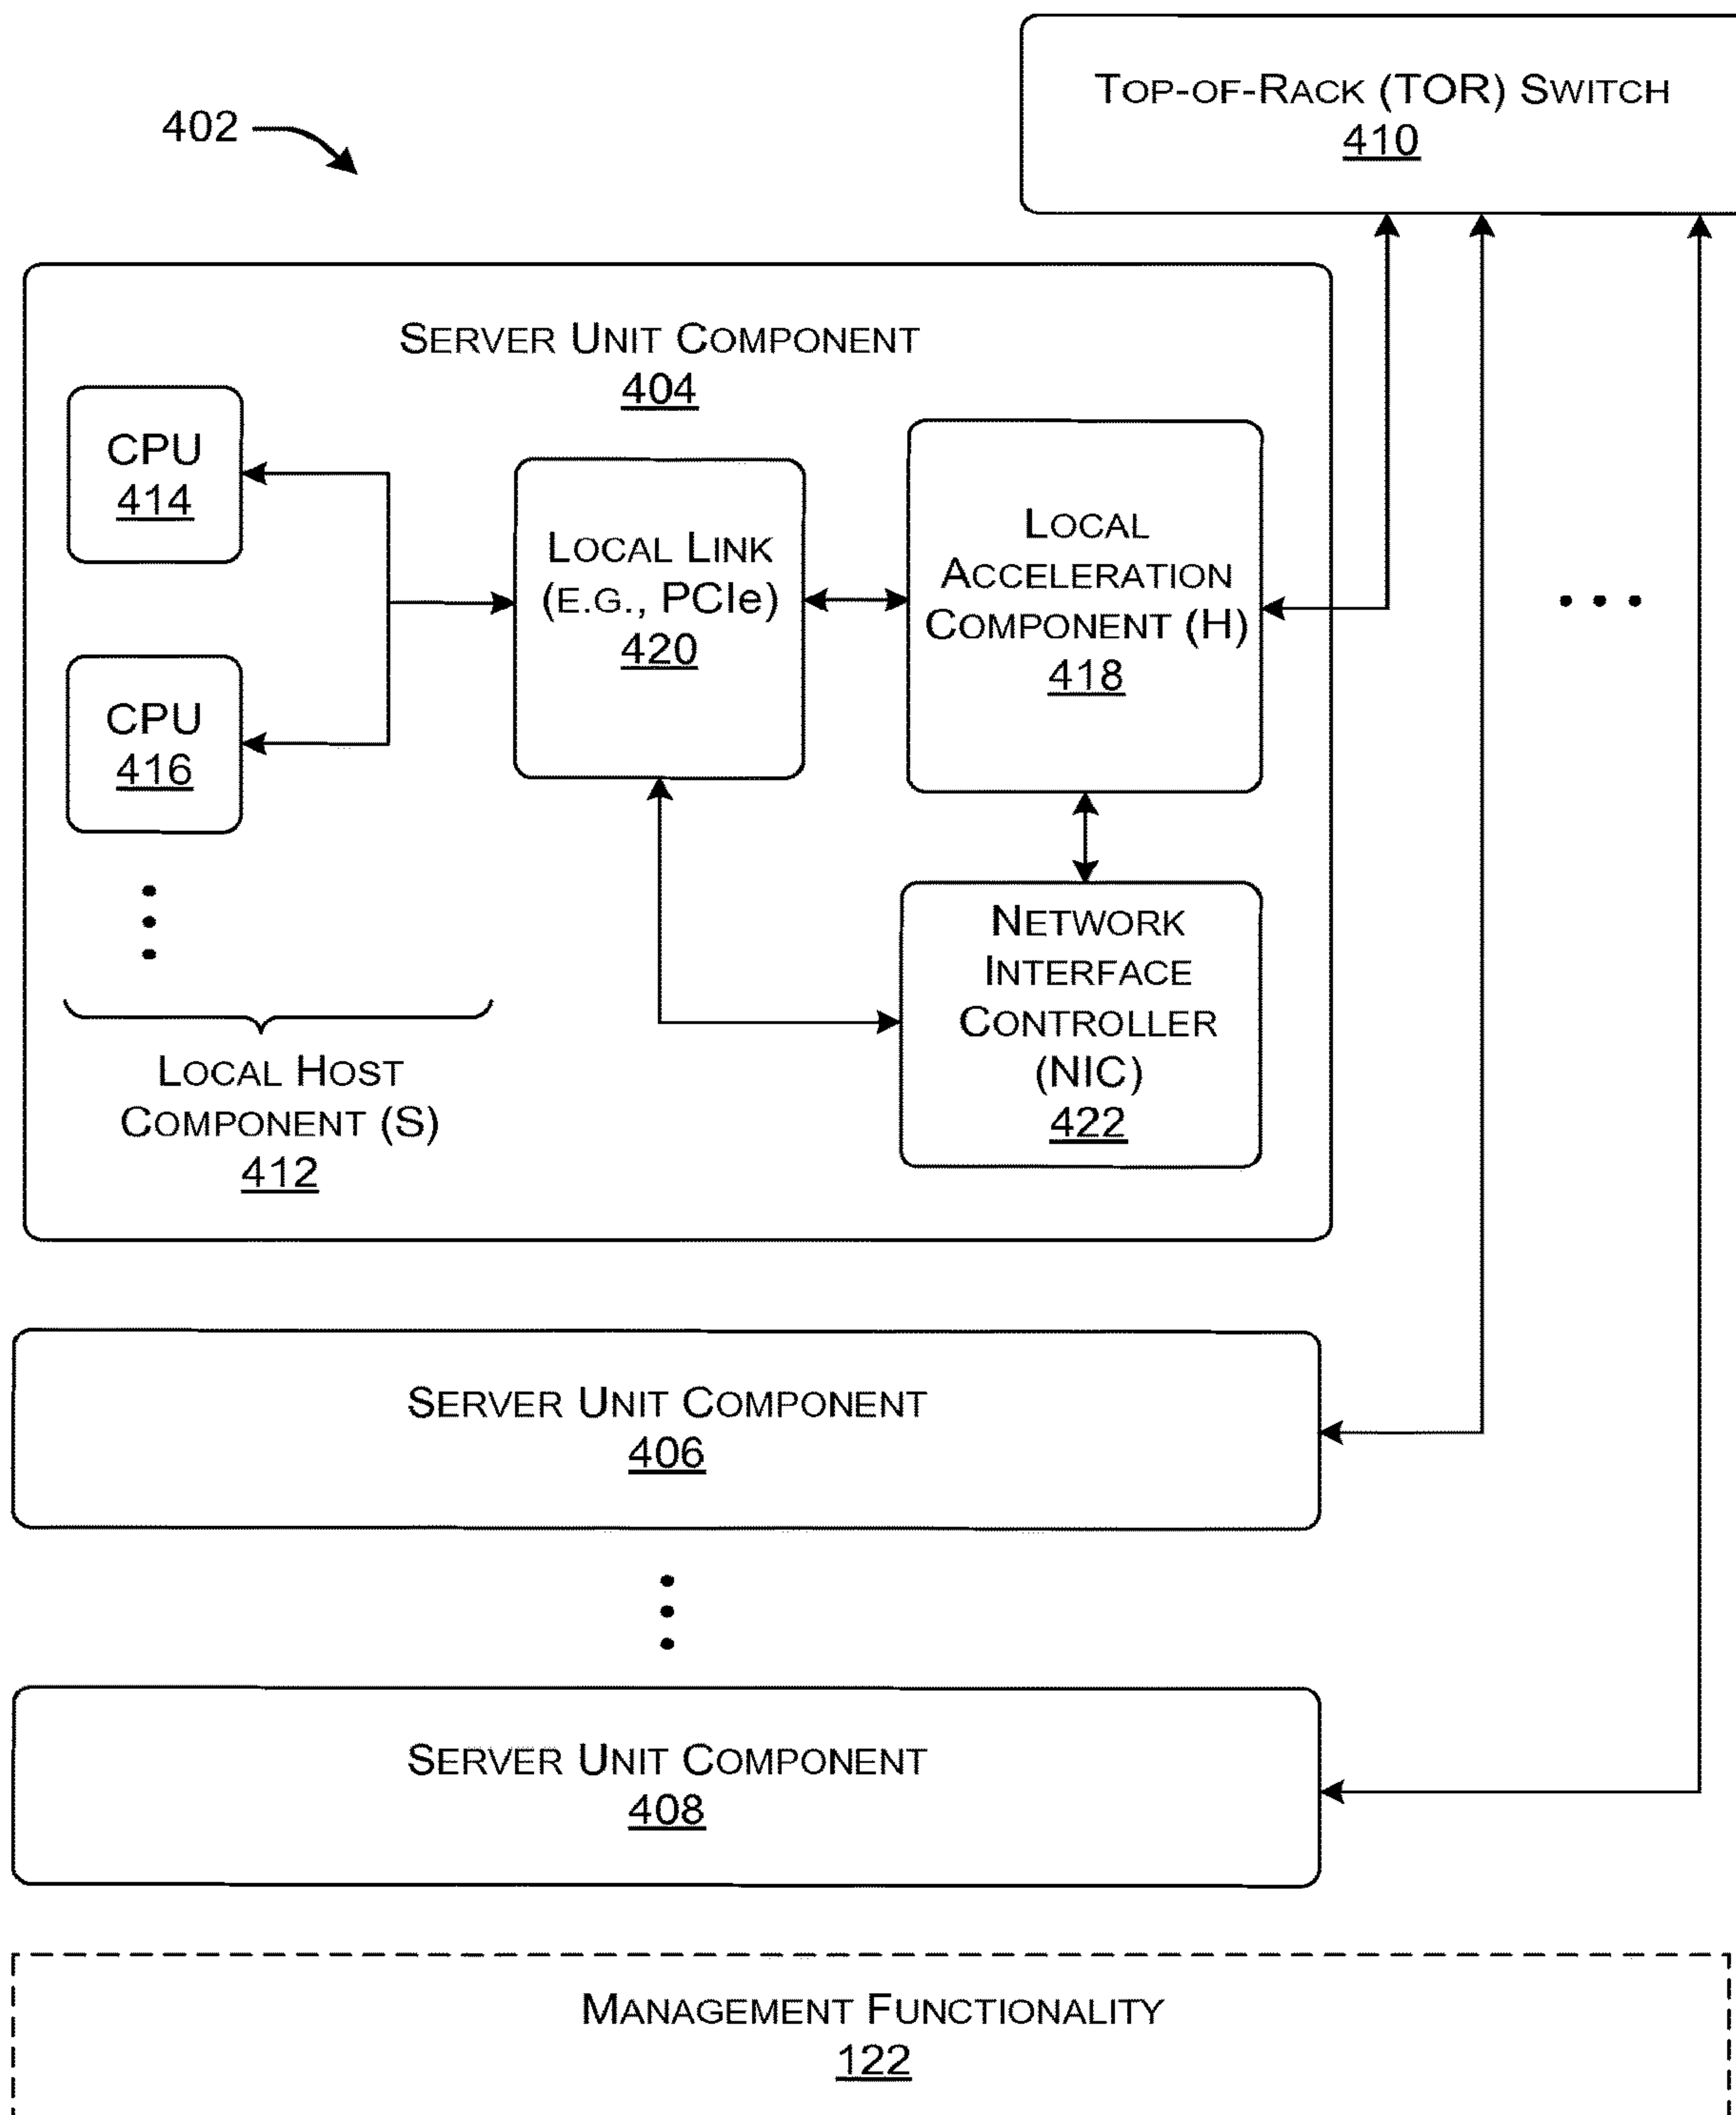 TOP-OF-RACK (TOR) SWITCH
410
402
SERVER UNIT COMPONENT
404
CPU
414
LOCAL LINK
(E.G., PCIe)
420
LOCAL
ACCELERATION
COMPONENT (H)
418
CPU
416
NETWORK
INTERFACE
CONTROLLER
(NIC)
422
LOCAL HOST
COMPONENT (S)
412
SERVER UNIT COMPONENT
406
SERVER UNIT COMPONENT
408
MANAGEMENT FUNCTIONALITY
122